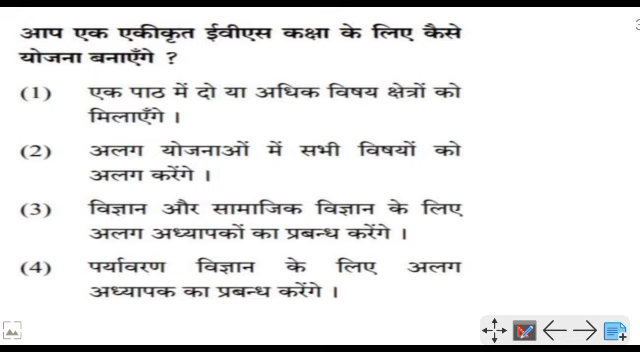 आप एक एकीकृत ईवीएस कक्षा के लिए कैसे
योजना बनाएँगे ?
(1) एक पाठ में दो या अधिक विषय क्षेत्रों को
मिलाएँगे ।
(2) अलग योजनाओं में सभी विषयों को
अलग करेंगे ।
(3) विज्ञान और सामाजिक विज्ञान के लिए
अलग अध्यापकों का प्रबन्ध करेंगे ।
(4) पर्यावरण विज्ञान के लिए अलग
अध्यापक का प्रबन्ध करेंगे ।